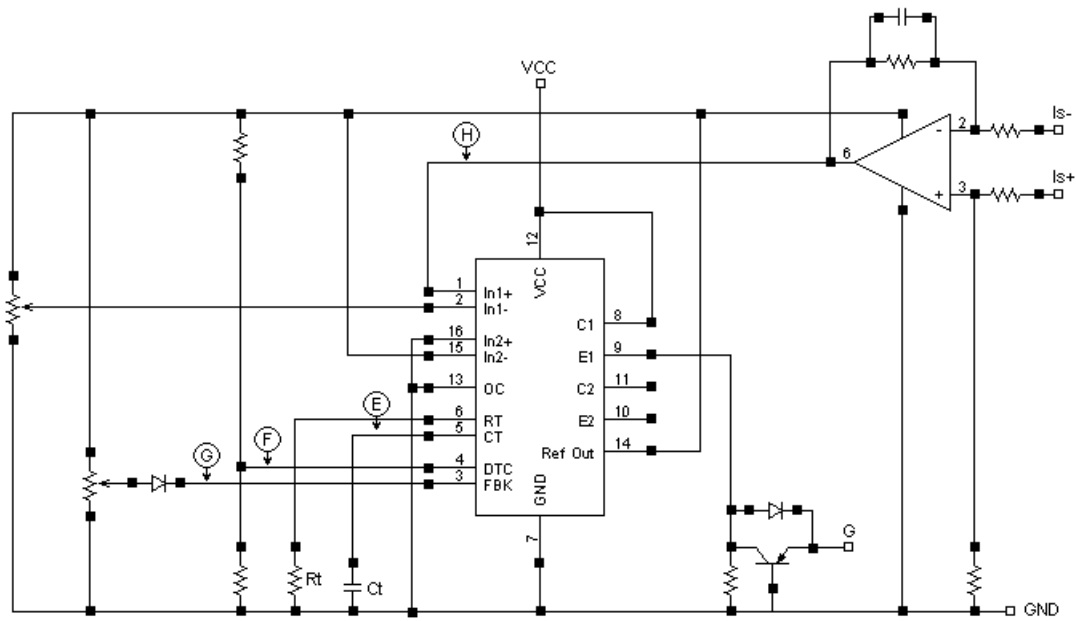 VCC
Is-
2
-
H
6
Is+
+
3
12
VCC
1
In1+
2
In1-
16
In2+
15
In2-
13
OC
6
RT
5
CT
4
DTC
3
FBK
C1
8
E1
9
C2
11
E2
10
Ref Out
14
GND
7
E
F
G
G
Rt
Ct
GND